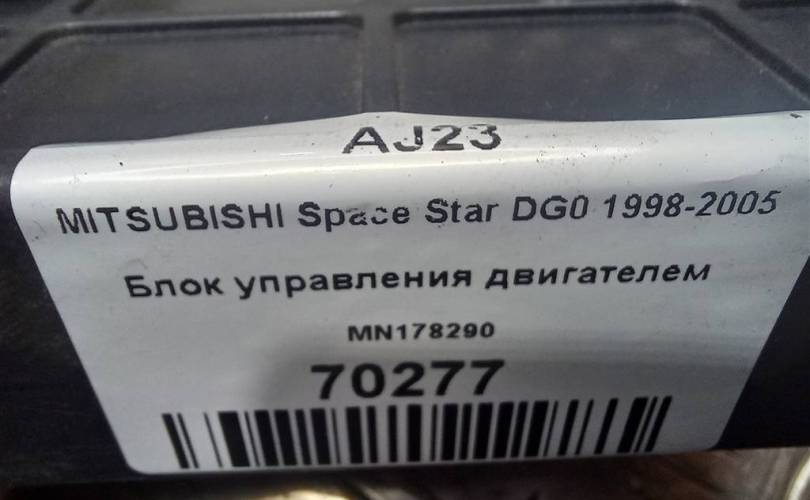 AJ23
MITSUBISHI Space Star DG0 1998-2005
Блок управления двигателем
MN178290
70277